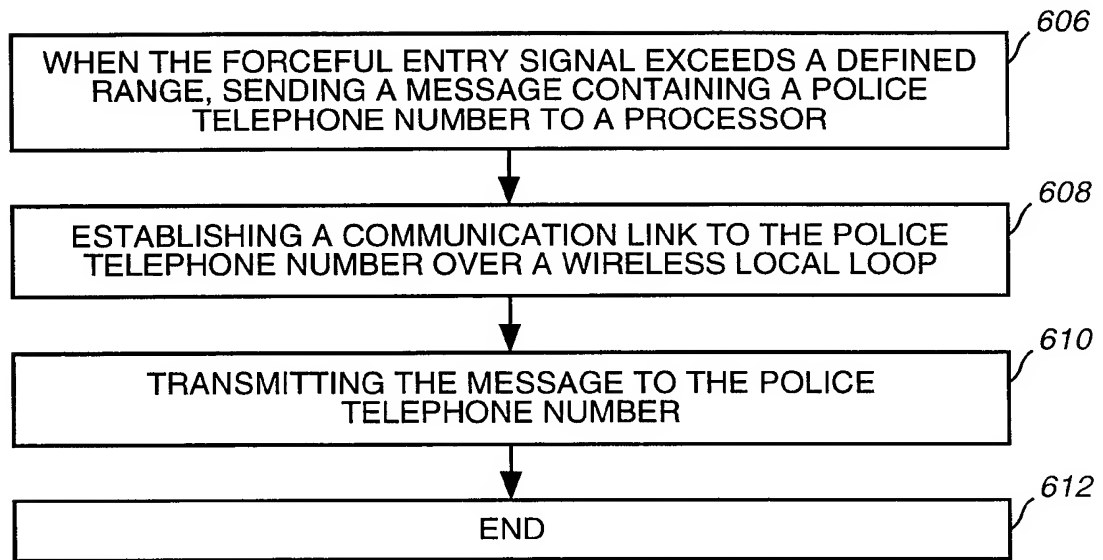 606
WHEN THE FORCEFUL ENTRY SIGNAL EXCEEDS A DEFINED
RANGE, SENDING A MESSAGE CONTAINING A POLICE
TELEPHONE NUMBER TO A PROCESSOR
608
ESTABLISHING A COMMUNICATION LINK TO THE POLICE
TELEPHONE NUMBER OVER A WIRELESS LOCAL LOOP
610
TRANSMITTING THE MESSAGE TO THE POLICE
TELEPHONE NUMBER
612
END